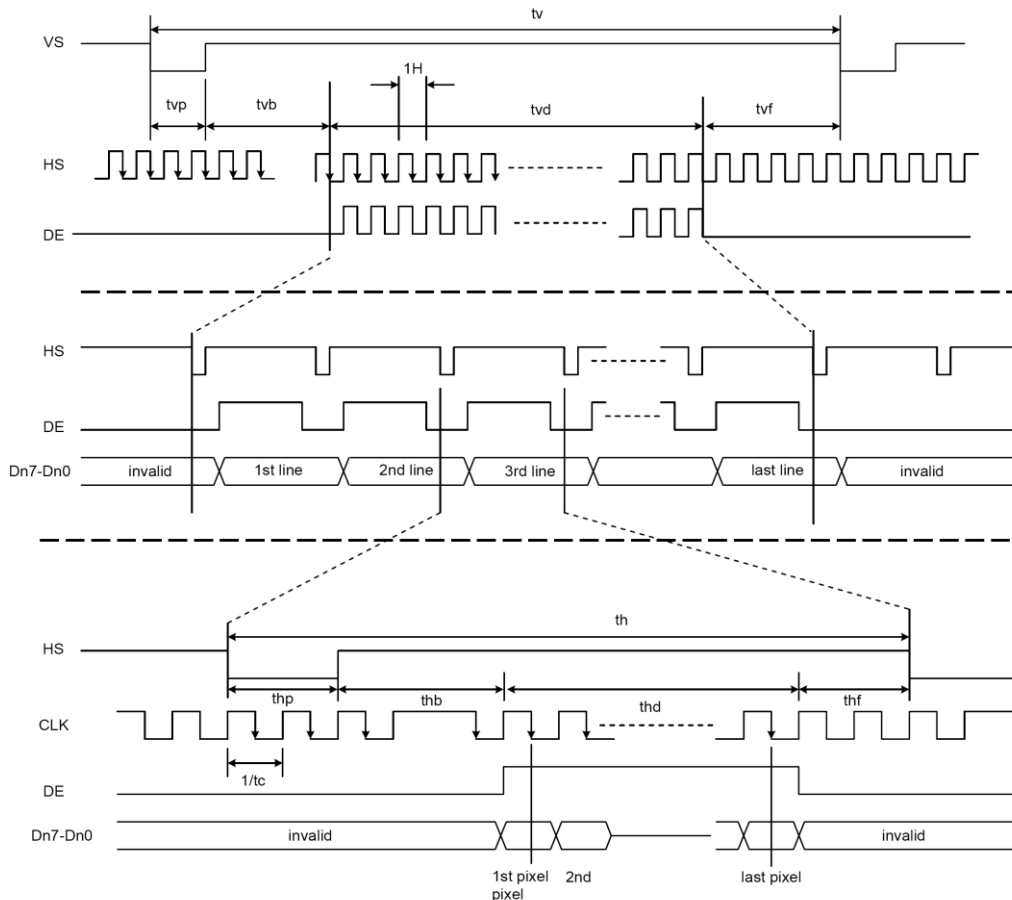 tv
VS
1H
tvp
tvb
tvd
tvf
HS
DE
HS
DE
Dn7-Dn0
invalid
1st line
2nd line
3rd line
last line
invalid
th
HS
thp
thb
thd
thf
CLK
1/tc
DE
Dn7-Dn0
invalid
invalid
1st pixel
2nd
last pixel
pixel